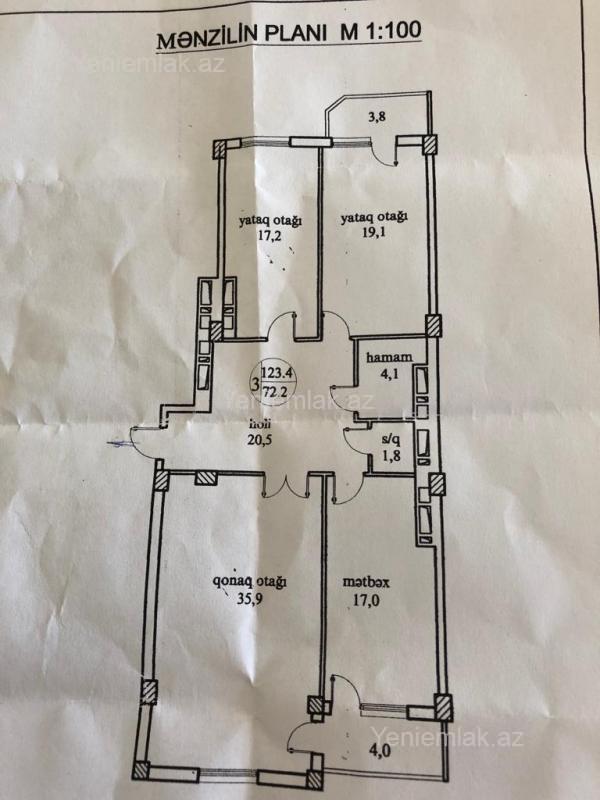 MƏNZİLİN PLANI M 1:100
Yeniemlak.az
3,8
yataq otağı
17,2
yataq otağı
19,1
hamam
4,1
3
123.4
72.2
Yeniemlak.az
holl
20,5
s/q
1,8
qonaq otağı
35,9
mətbəx
17,0
Yeniemlak.az
4,0